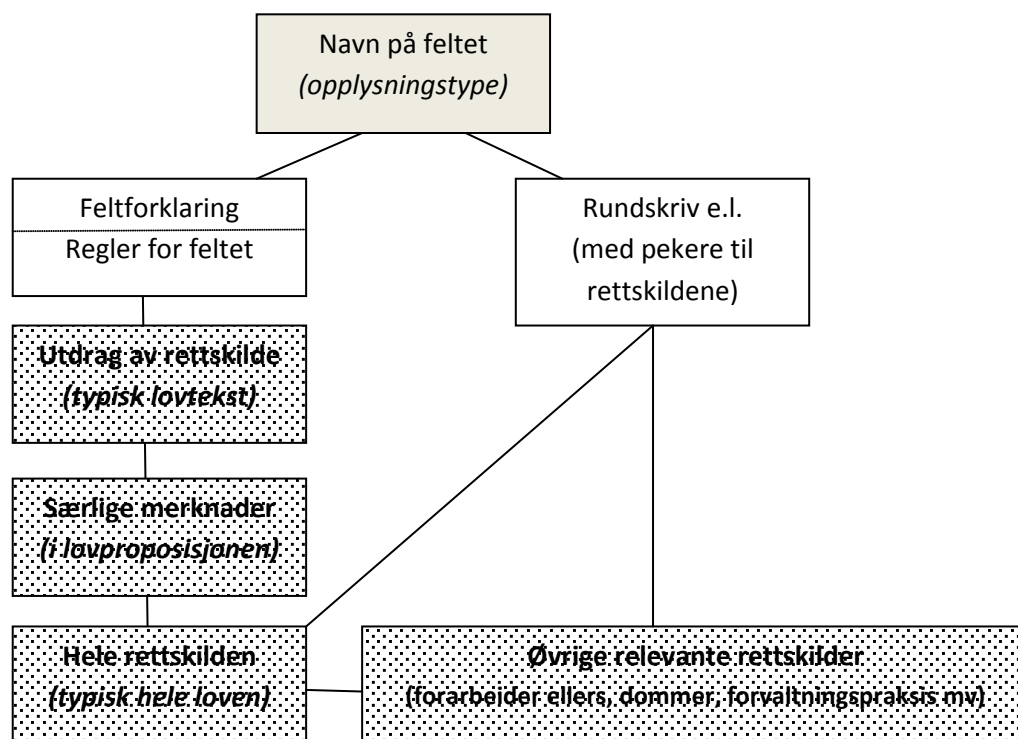 Navn på feltet
(opplysningstype)
Feltforklaring
Regler for feltet
Rundskriv e.l.
(med pekere til
rettskildene)
Utdrag av rettskilde
(typisk lovtekst)
Særlige merknader
(i lovproposisjonen)
Hele rettskilden
(typisk hele loven)
Øvrige relevante rettskilder
(forarbeider ellers, dommer, forvaltningspraksis mv)